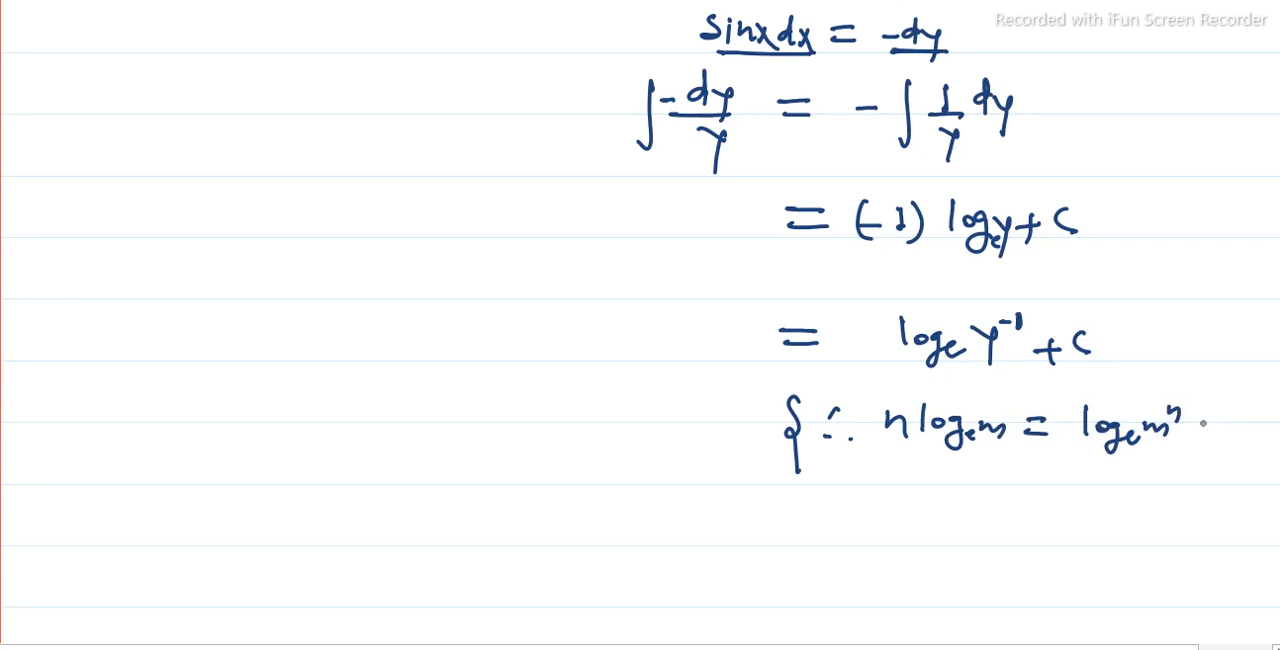 Recorded with iFun Screen Recorder
sinx dx = -dy
∫ -dy/y = - ∫ 1/y dy
= (-1) logₑy + c
= logₑ y⁻¹ + c
{ ∴ n logₑm = logₑmⁿ